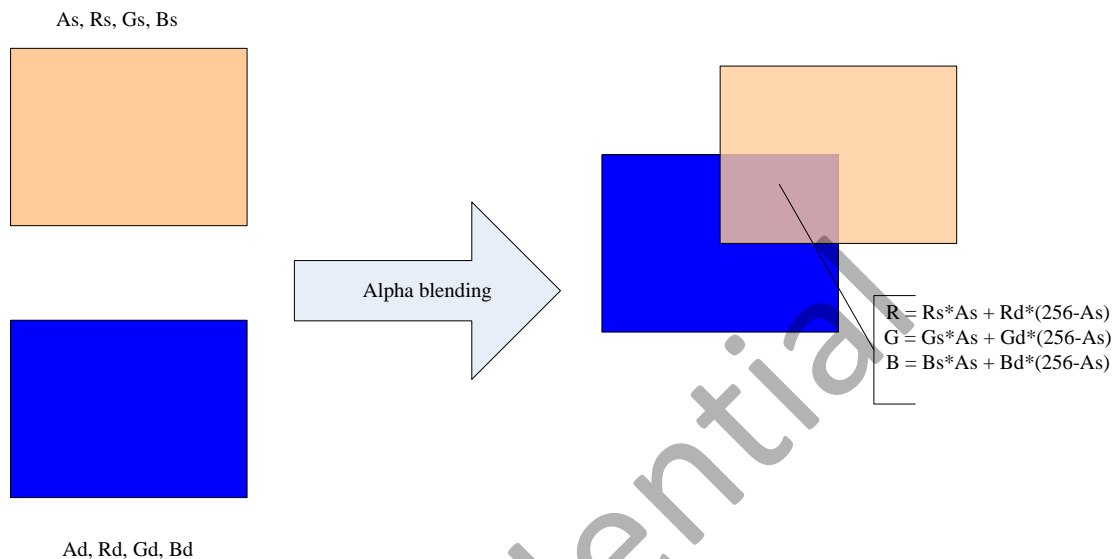 As, Rs, Gs, Bs
Alpha blending
R = Rs*As + Rd*(256-As)
G = Gs*As + Gd*(256-As)
B = Bs*As + Bd*(256-As)
Ad, Rd, Gd, Bd
dential